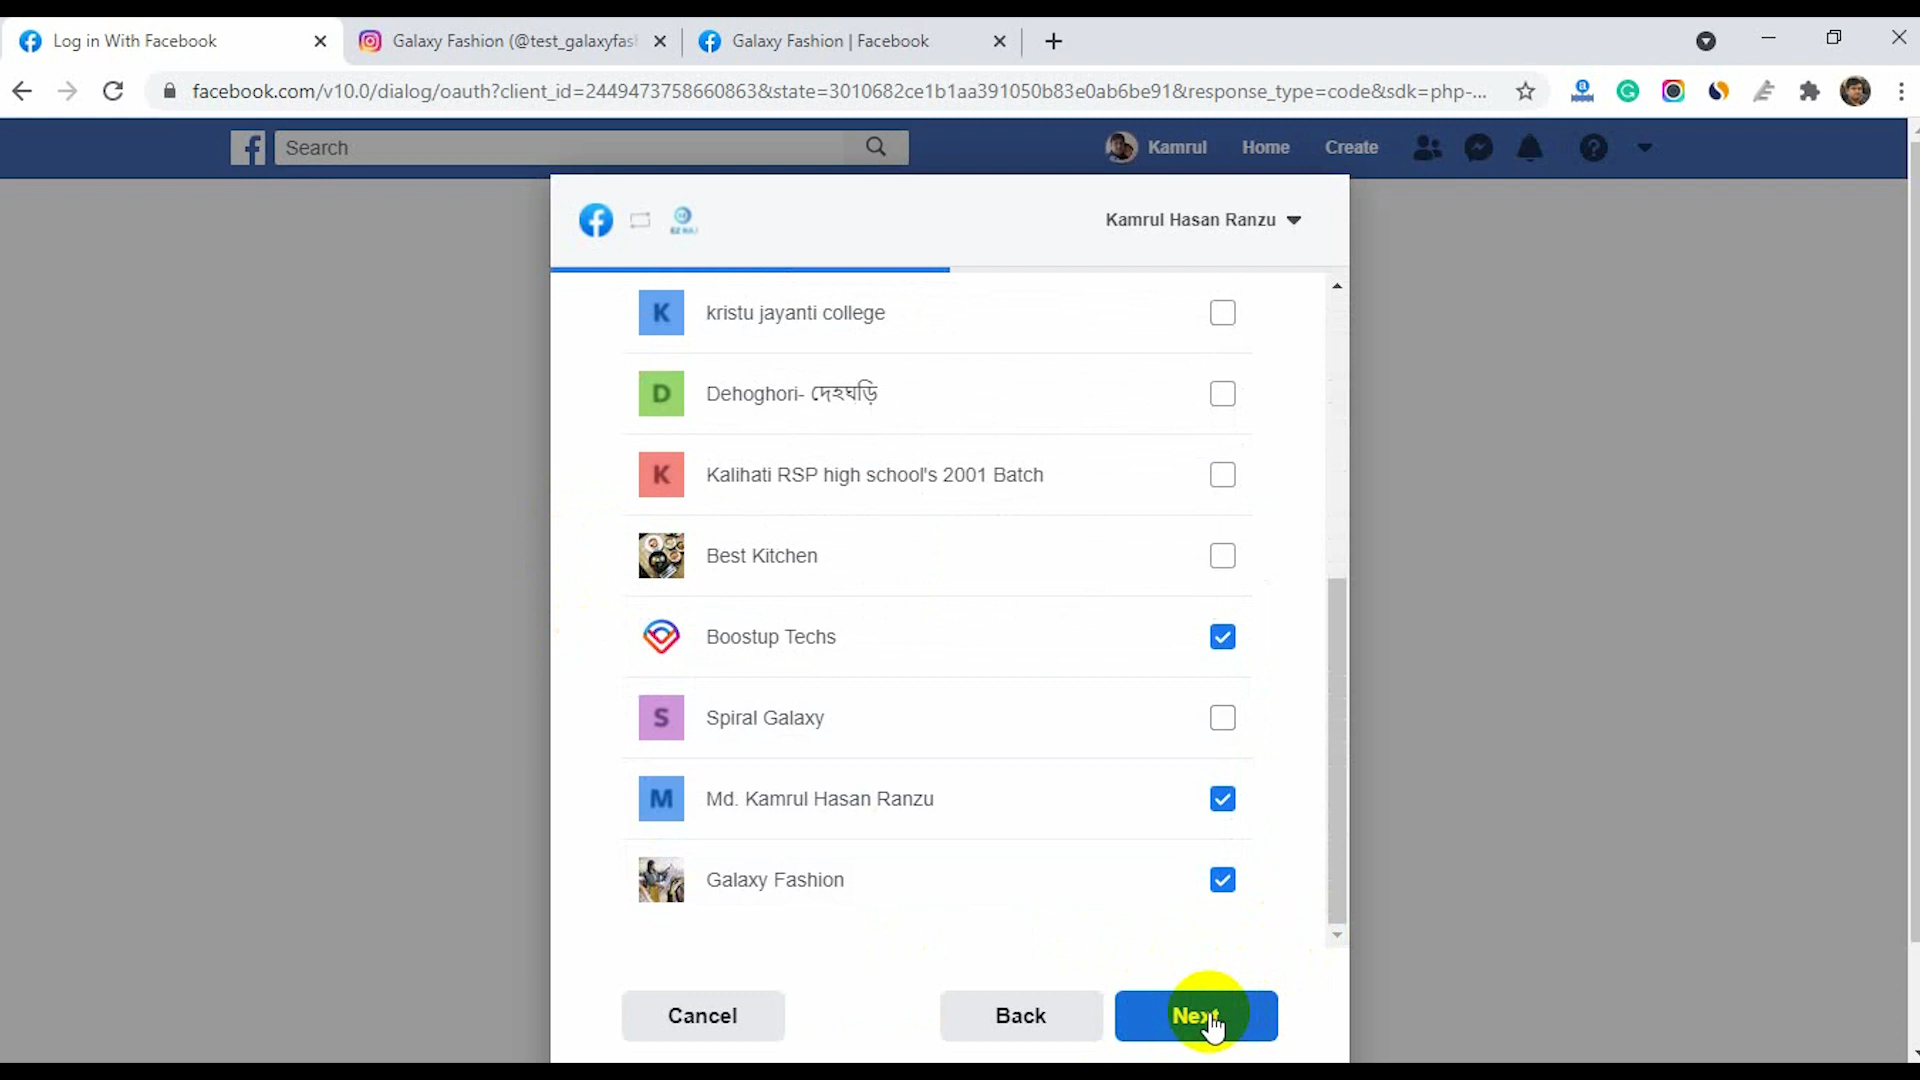 Log in With Facebook
Galaxy Fashion (@test_galaxyfas
Galaxy Fashion | Facebook
facebook.com/v10.0/dialog/oauth?client_id=2449473758660863&state=3010682ce1b1aa391050b83e0ab6be91&response_type=code&sdk=php-...
Search
Kamrul
Home
Create
Kamrul Hasan Ranzu
K
kristu jayanti college
D
Dehoghori- দেহঘড়ি
K
Kalihati RSP high school's 2001 Batch
Best Kitchen
Boostup Techs
S
Spiral Galaxy
M
Md. Kamrul Hasan Ranzu
Galaxy Fashion
Cancel
Back
Next